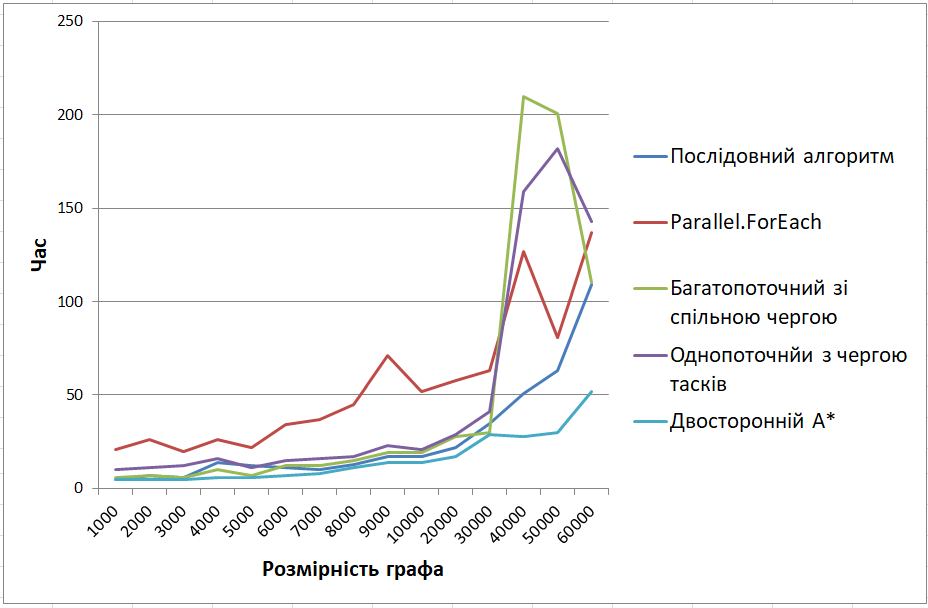 250
200
150
100
50
0
Час
1000
2000
3000
4000
5000
6000
7000
8000
9000
10000
20000
30000
40000
50000
60000
Розмірність графа
Послідовний алгоритм
Parallel.ForEach
Багатопоточний зі
спільною чергою
Однопоточнйи з чергою
тасків
Двосторонній A*